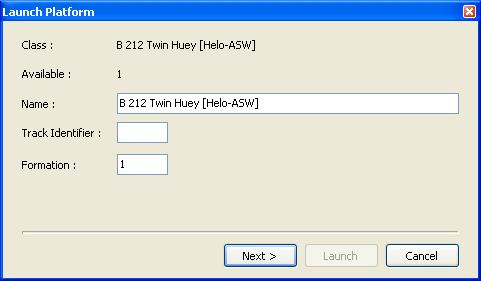 Launch Platform
Class : B 212 Twin Huey [Helo-ASW]
Available : 1
Name : B 212 Twin Huey [Helo-ASW]
Track Identifier :
Formation : 1
Next > Launch Cancel